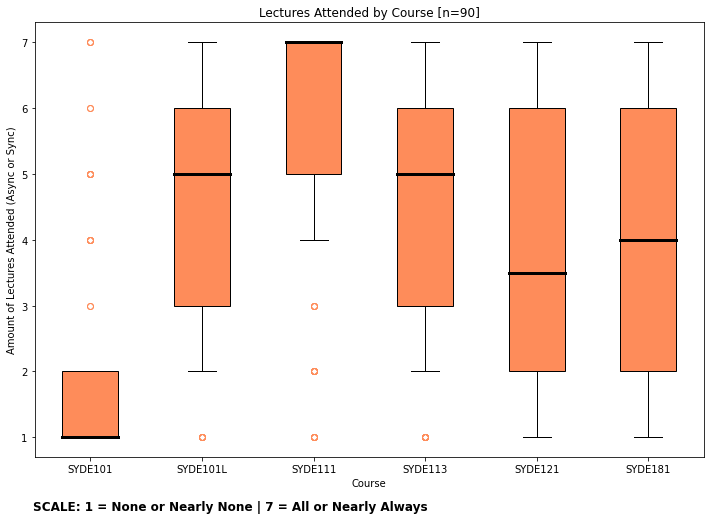 Lectures Attended by Course [n=90]
Amount of Lectures Attended (Async or Sync)
7
6
5
4
3
2
1
SYDE101 SYDE101L SYDE111 SYDE113 SYDE121 SYDE181
Course
SCALE: 1 = None or Nearly None | 7 = All or Nearly Always